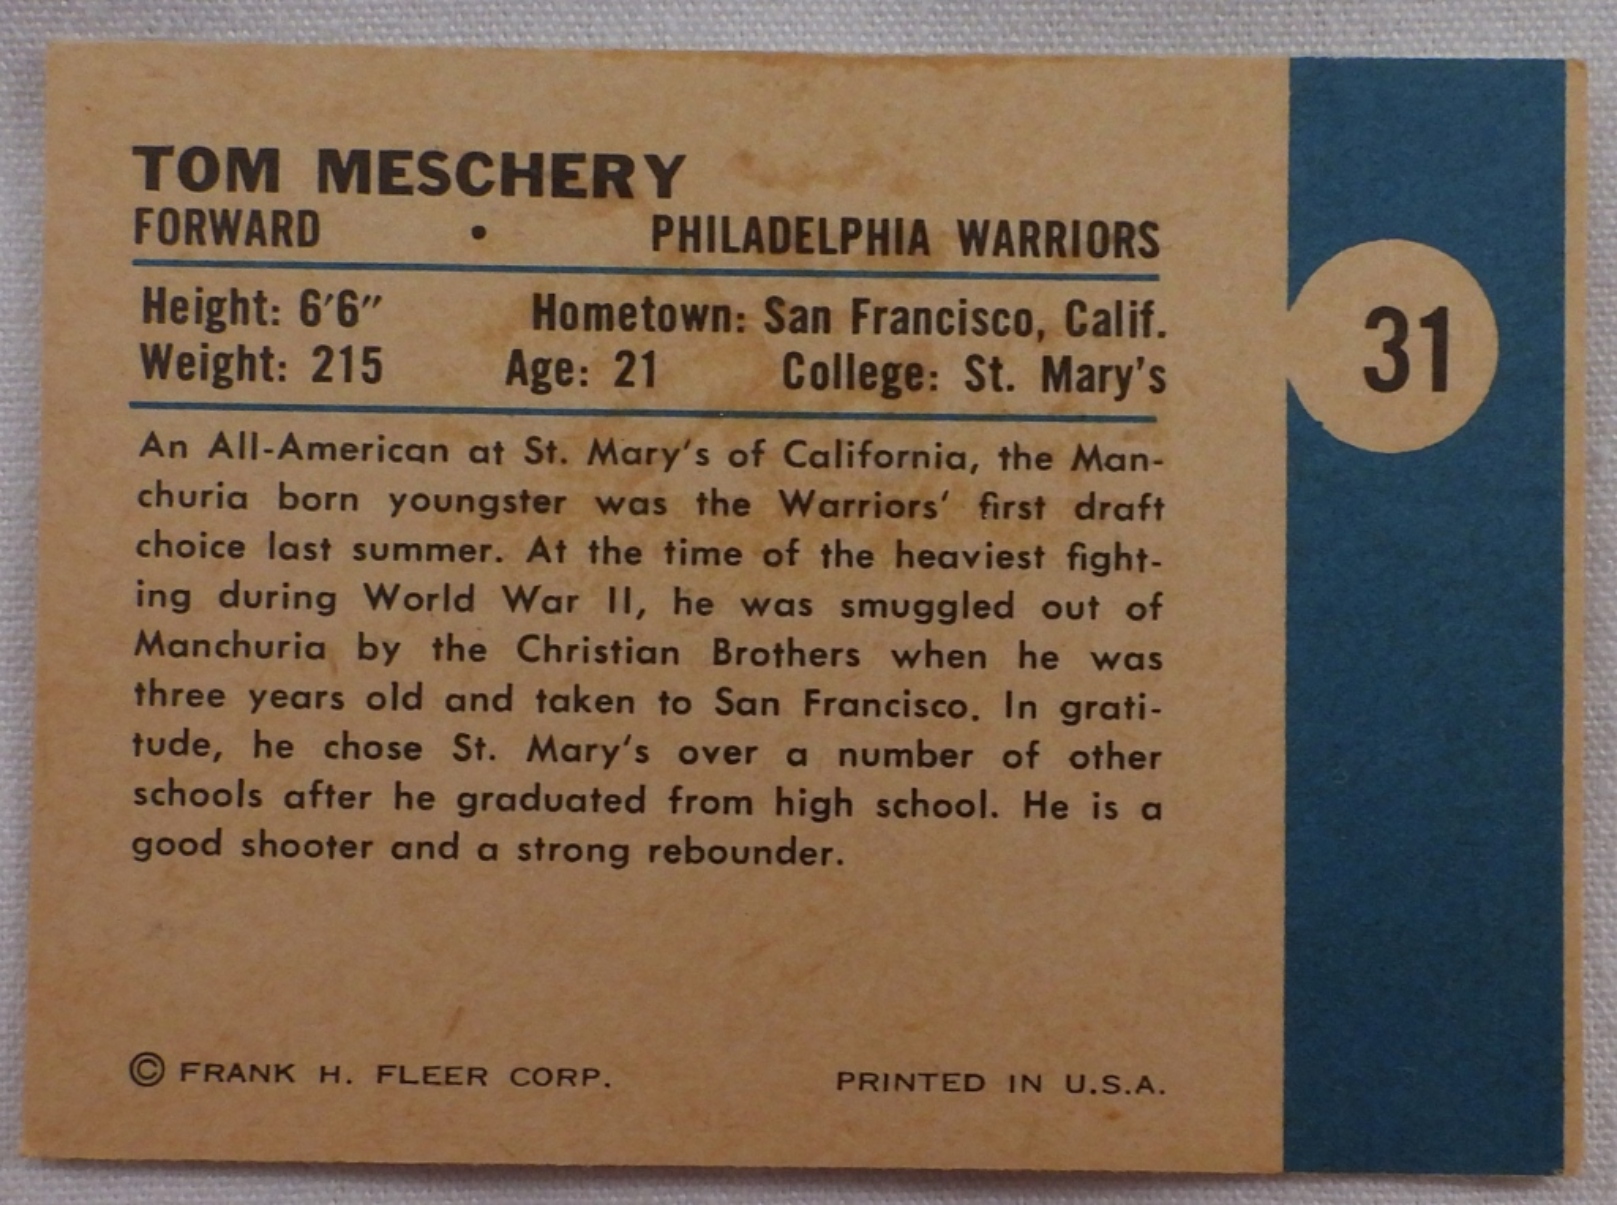 TOM MESCHERY
FORWARD • PHILADELPHIA WARRIORS
Height: 6'6" Hometown: San Francisco, Calif.
Weight: 215 Age: 21 College: St. Mary's
31
An All-American at St. Mary's of California, the Man-
churia born youngster was the Warriors' first draft
choice last summer. At the time of the heaviest fight-
ing during World War II, he was smuggled out of
Manchuria by the Christian Brothers when he was
three years old and taken to San Francisco. In grati-
tude, he chose St. Mary's over a number of other
schools after he graduated from high school. He is a
good shooter and a strong rebounder.
© FRANK H. FLEER CORP. PRINTED IN U.S.A.